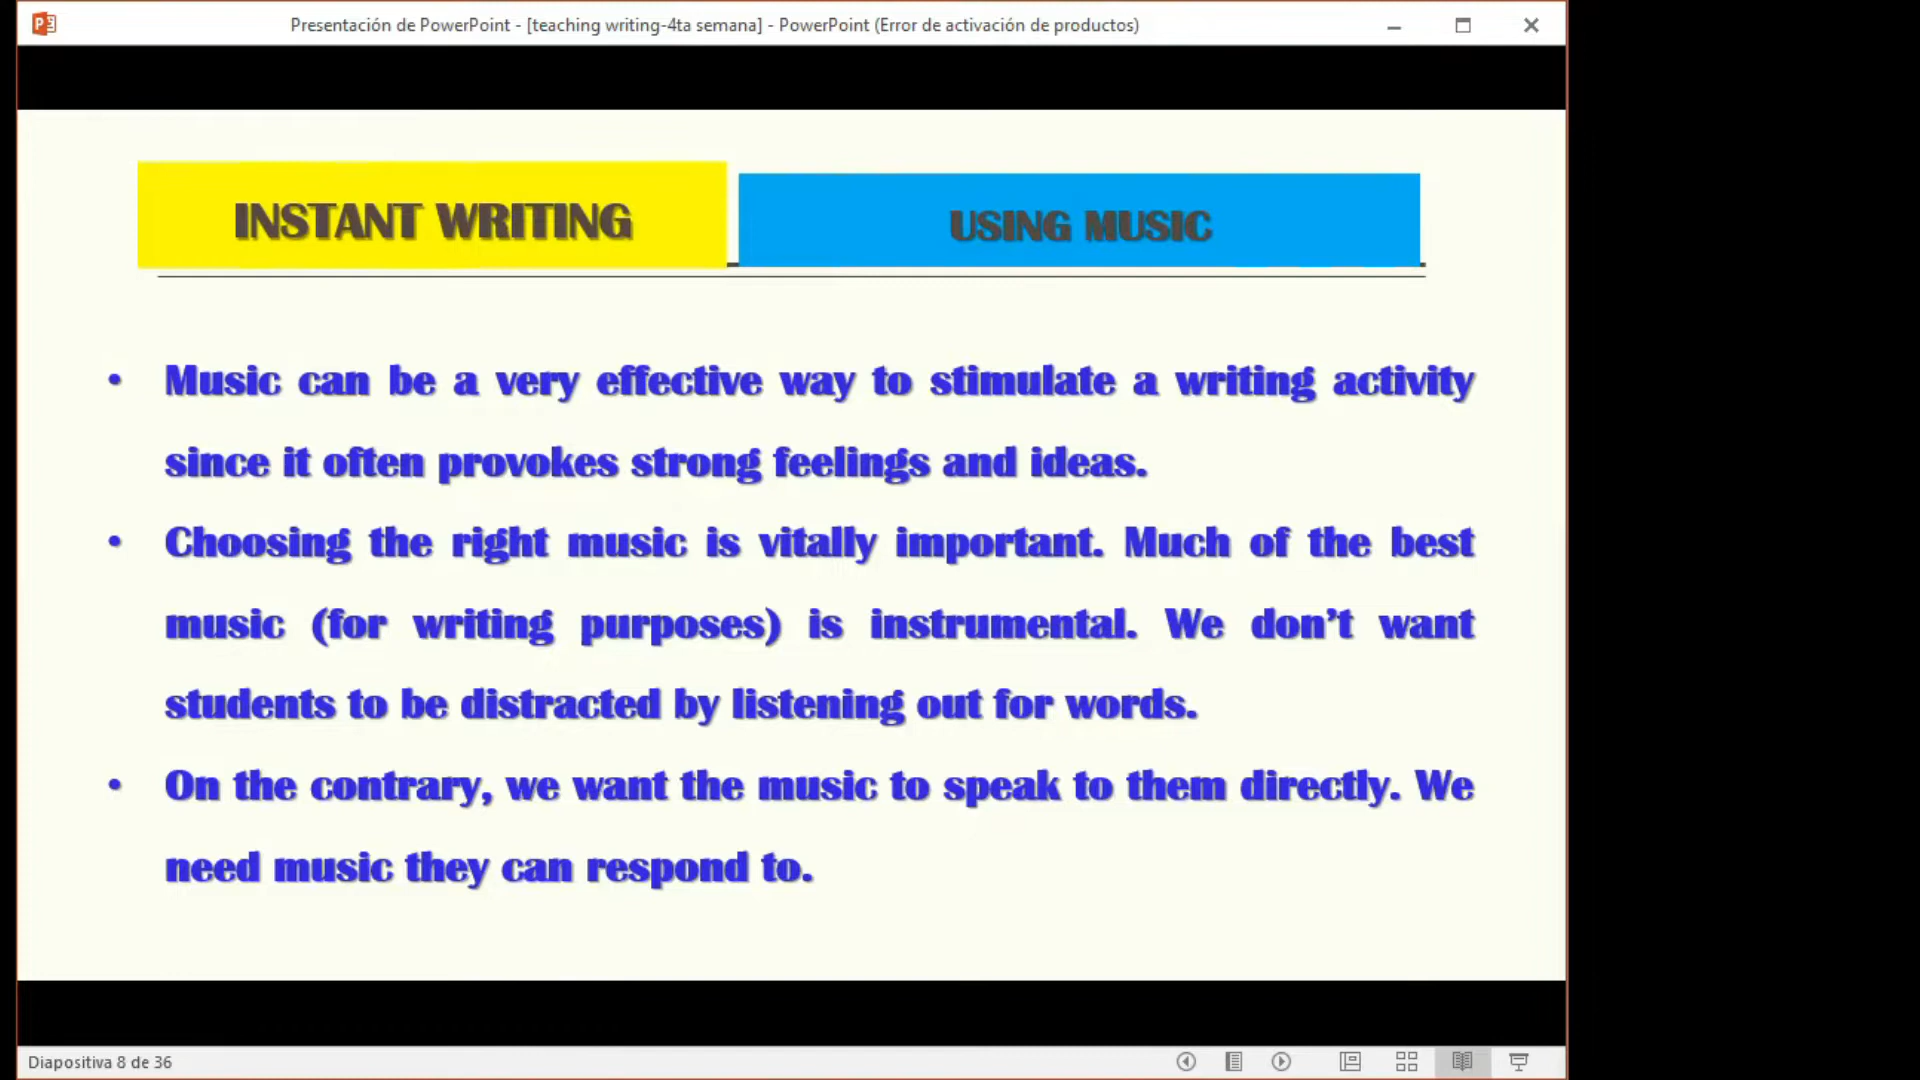 Presentación de PowerPoint - [teaching writing-4ta semana] - PowerPoint (Error de activación de productos)
INSTANT WRITING
USING MUSIC
• Music can be a very effective way to stimulate a writing activity
since it often provokes strong feelings and ideas.
• Choosing the right music is vitally important. Much of the best
music (for writing purposes) is instrumental. We don’t want
students to be distracted by listening out for words.
• On the contrary, we want the music to speak to them directly. We
need music they can respond to.
Diapositiva 8 de 36